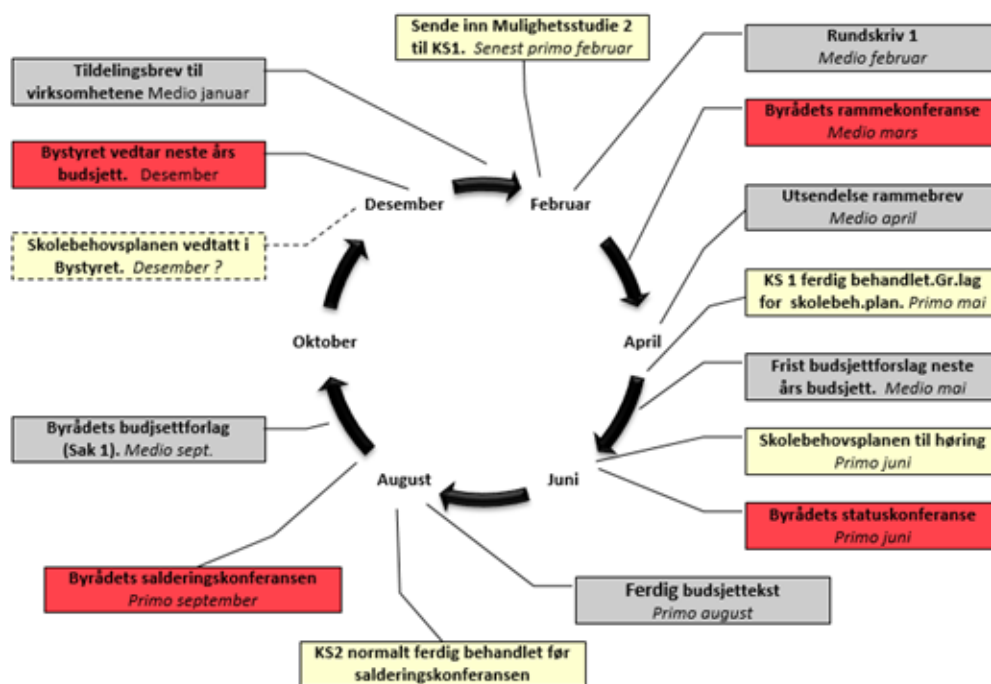 Sende inn Mulighetsstudie 2
til KS1. Senest primo februar
Rundskriv 1
Medio februar
Tildelingsbrev til
virksomhetene Medio januar
Byrådets rammekonferanse
Medio mars
Bystyret vedtar neste års
budsjett. Desember
Desember
Februar
Utsendelse rammebrev
Medio april
Skolebehovsplanen vedtatt i
Bystyret. Desember ?
KS 1 ferdig behandlet.Gr.lag
for skolebeh.plan. Primo mai
Oktober
April
Frist budsjettforslag neste
års budsjett. Medio mai
Byrådets budjsettforlag
(Sak 1). Medio sept.
Skolebehovsplanen til høring
Primo juni
August
Juni
Byrådets statuskonferanse
Primo juni
Byrådets salderingskonferansen
Primo september
Ferdig budsjettekst
Primo august
KS2 normalt ferdig behandlet før
salderingskonferansen